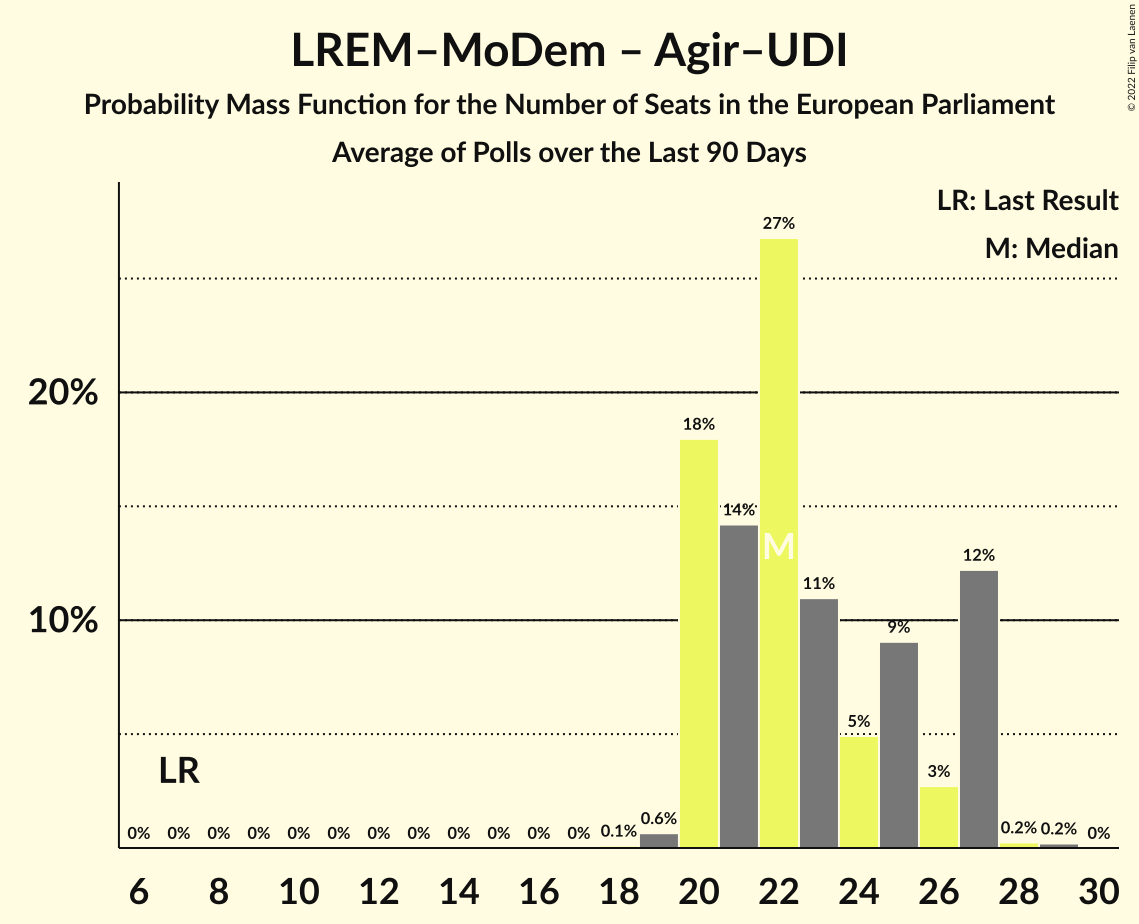 LREM–MoDem – Agir–UDI
Probability Mass Function for the Number of Seats in the European Parliament
Average of Polls over the Last 90 Days
© 2022 Filip van Laenen
LR: Last Result
M: Median
27%
20%
18%
14%
M
12%
11%
10%
9%
5%
3%
LR
0% 0% 0% 0% 0% 0% 0% 0% 0% 0% 0% 0% 0.1% 0.6% 0.2% 0.2% 0%
6 8 10 12 14 16 18 20 22 24 26 28 30